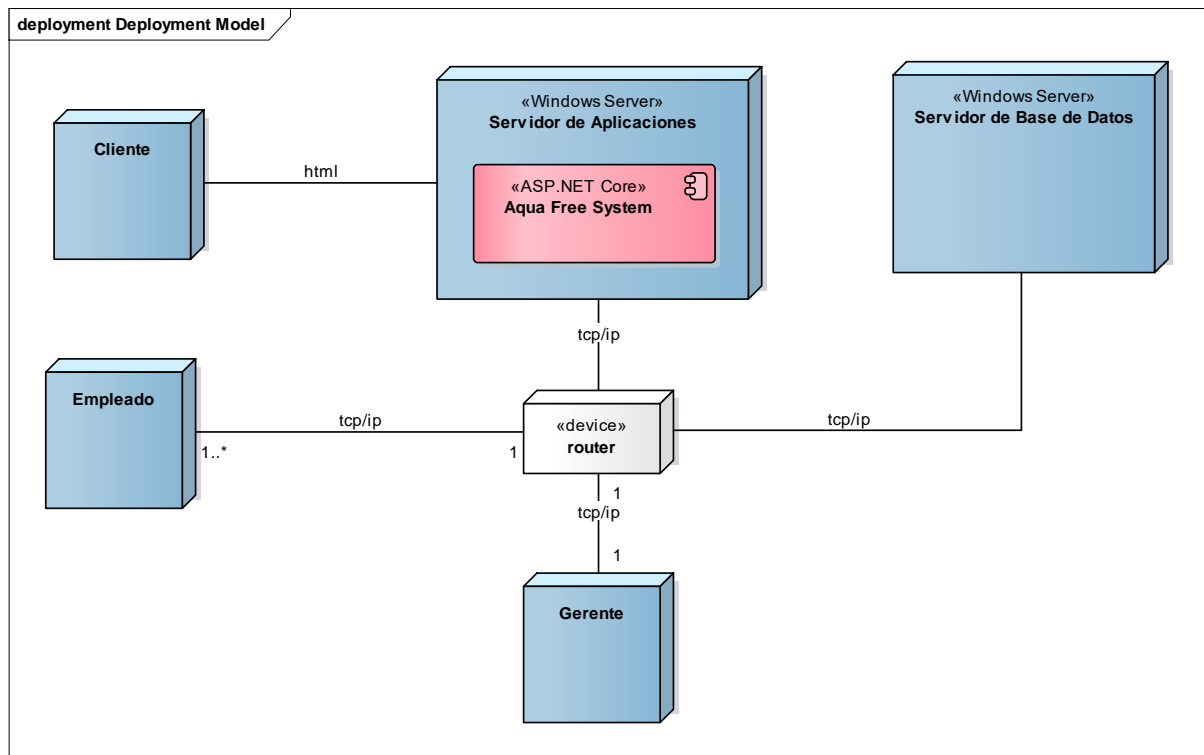 deployment Deployment Model
Cliente
html
«Windows Server»
Servidor de Aplicaciones
«ASP.NET Core»
Aqua Free System
«Windows Server»
Servidor de Base de Datos
tcp/ip
Empleado
tcp/ip
1..*
1
«device»
router
tcp/ip
1
tcp/ip
1
Gerente